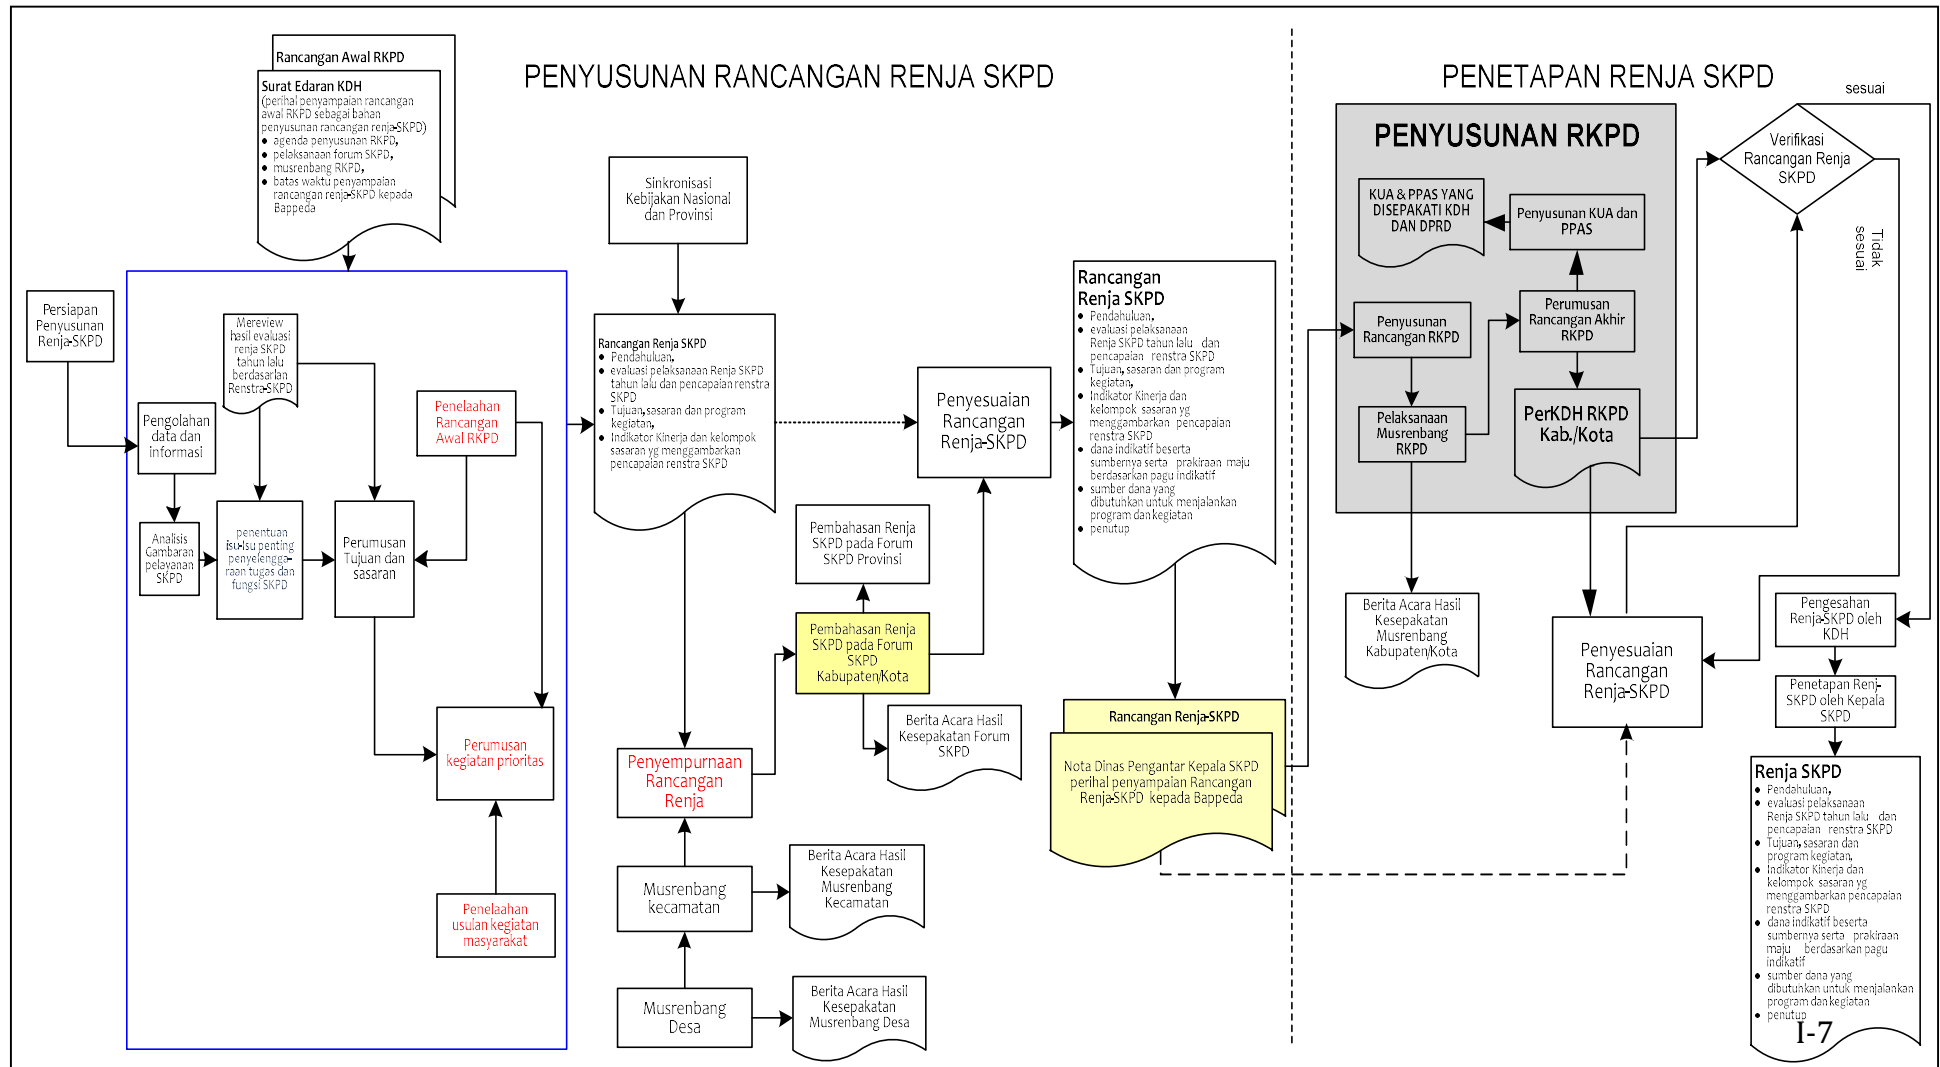 PENYUSUNAN RANCANGAN RENJA SKPD
PENETAPAN RENJA SKPD
Rancangan Awal RKPD
Surat Edaran KDH
(perihal penyampaian rancangan
awal RKPD sebagai bahan
penyusunan rancangan renja-SKPD)
• agenda penyusunan RKPD,
• pelaksanaan forum SKPD,
• musrenbang RKPD,
• batas waktu penyampaian
rancangan renja-SKPD kepada
Bappeda
Persiapan
Penyusunan
Renja-SKPD
Mereview
hasil evaluasi
renja SKPD
tahun lalu
berdasarlan
Renstra-SKPD
Pengolahan
data dan
informasi
Penelaahan
Rancangan
Awal RKPD
Analisis
Gambaran
pelayanan
SKPD
penentuan
isu-isu penting
penyelengga-
raan tugas dan
fungsi SKPD
Perumusan
Tujuan dan
sasaran
Perumusan
kegiatan prioritas
Penelaahan
usulan kegiatan
masyarakat
Sinkronisasi
Kebijakan Nasional
dan Provinsi
Rancangan Renja SKPD
• Pendahuluan,
• evaluasi pelaksanaan Renja SKPD
tahun lalu dan pencapaian renstra
SKPD
• Tujuan, sasaran dan program
kegiatan,
• Indikator Kinerja dan kelompok
sasaran yg menggambarkan
pencapaian renstra SKPD
Penyesuaian
Rancangan
Renja-SKPD
Pembahasan Renja
SKPD pada Forum
SKPD Provinsi
Pembahasan Renja
SKPD pada Forum
SKPD
Kabupaten/Kota
Berita Acara Hasil
Kesepakatan Forum
SKPD
Penyempurnaan
Rancangan
Renja
Musrenbang
kecamatan
Berita Acara Hasil
Kesepakatan
Musrenbang
Kecamatan
Musrenbang
Desa
Berita Acara Hasil
Kesepakatan
Musrenbang Desa
Rancangan
Renja SKPD
• Pendahuluan,
• evaluasi pelaksanaan
Renja SKPD tahun lalu dan
pencapaian renstra SKPD
• Tujuan, sasaran dan program
kegiatan,
• Indikator Kinerja dan
kelompok sasaran yg
menggambarkan pencapaian
renstra SKPD
• dana indikatif beserta
sumbernya serta prakiraan maju
berdasarkan pagu indikatif
• sumber dana yang
dibutuhkan untuk menjalankan
program dan kegiatan
• penutup
Rancangan Renja-SKPD
Nota Dinas Pengantar Kepala SKPD
perihal penyampaian Rancangan
Renja-SKPD kepada Bappeda
PENYUSUNAN RKPD
KUA & PPAS YANG
DISEPAKATI KDH
DAN DPRD
Penyusunan KUA dan
PPAS
Penyusunan
Rancangan RKPD
Perumusan
Rancangan Akhir
RKPD
Pelaksanaan
Musrenbang
RKPD
PerKDH RKPD
Kab./Kota
Berita Acara Hasil
Kesepakatan
Musrenbang
Kabupaten/Kota
Penyesuaian
Rancangan
Renja-SKPD
sesuai
Verifikasi
Rancangan Renja
SKPD
Tidak
sesuai
Pengesahan
Renja-SKPD oleh
KDH
Penetapan Renj-
SKPD oleh Kepala
SKPD
Renja SKPD
• Pendahuluan,
• evaluasi pelaksanaan
Renja SKPD tahun lalu dan
pencapaian renstra SKPD
• Tujuan, sasaran dan
program kegiatan,
• Indikator Kinerja dan
kelompok sasaran yg
menggambarkan pencapaian
renstra SKPD
• dana indikatif beserta
sumbernya serta prakiraan
maju berdasarkan pagu
indikatif
• sumber dana yang
dibutuhkan untuk menjalankan
program dan kegiatan
• penutup
I-7